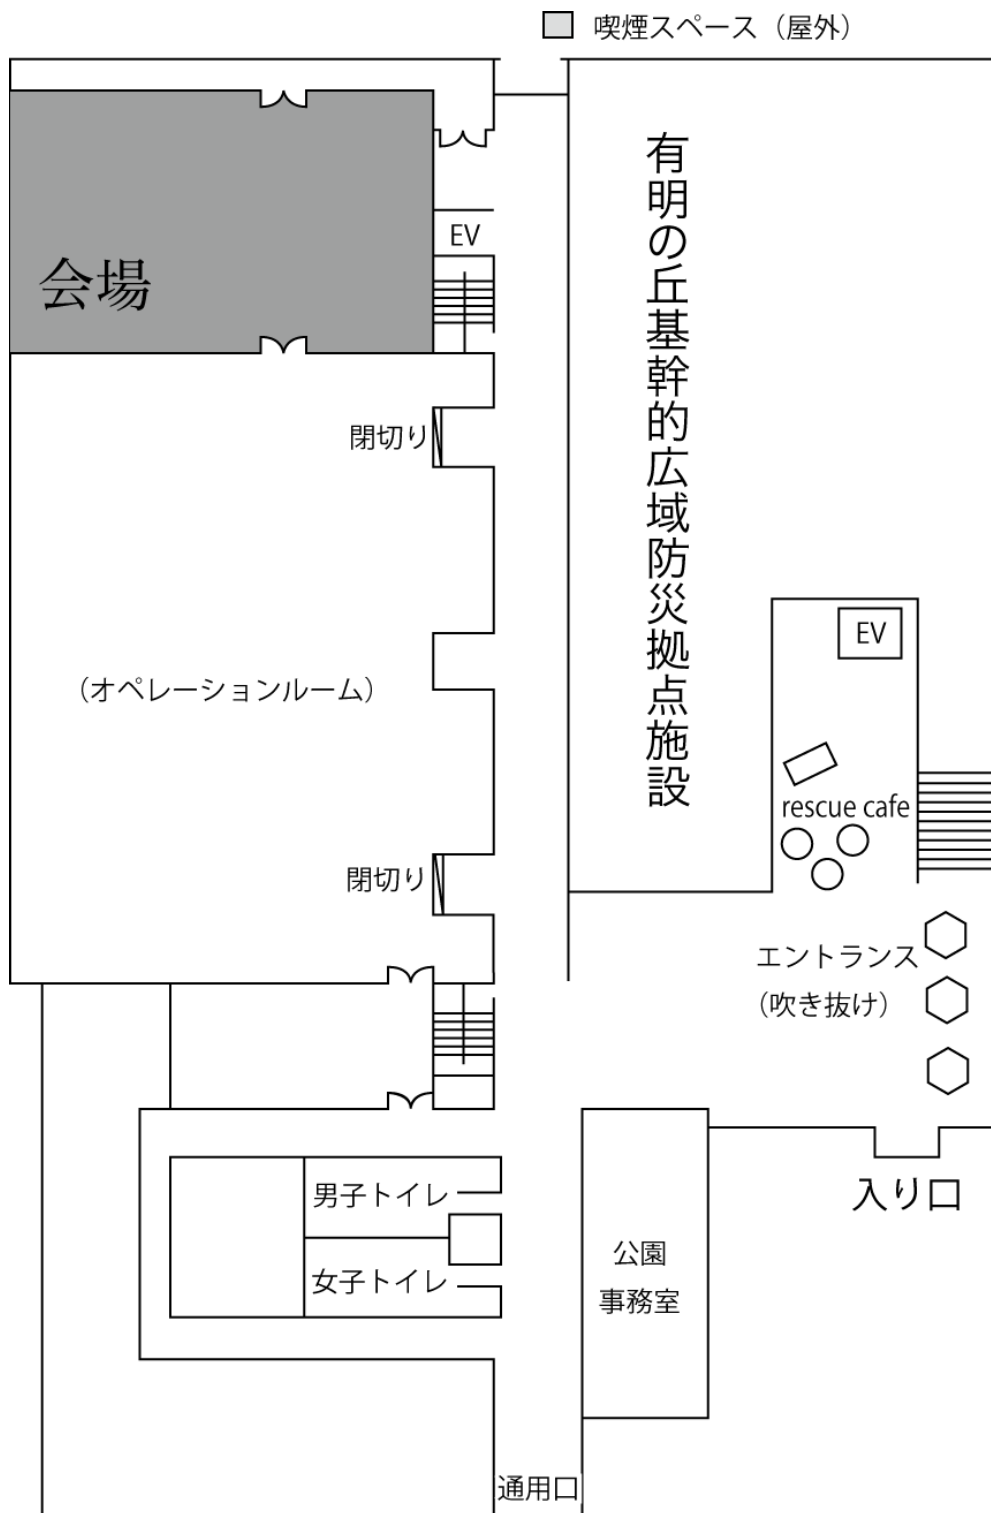 喫煙スペース（屋外）
会場
EV
有明の丘基幹的広域防災拠点施設
閉切り
EV
（オペレーションルーム）
rescue cafe
閉切り
エントランス
（吹き抜け）
入り口
男子トイレ
女子トイレ
公園
事務室
通用口